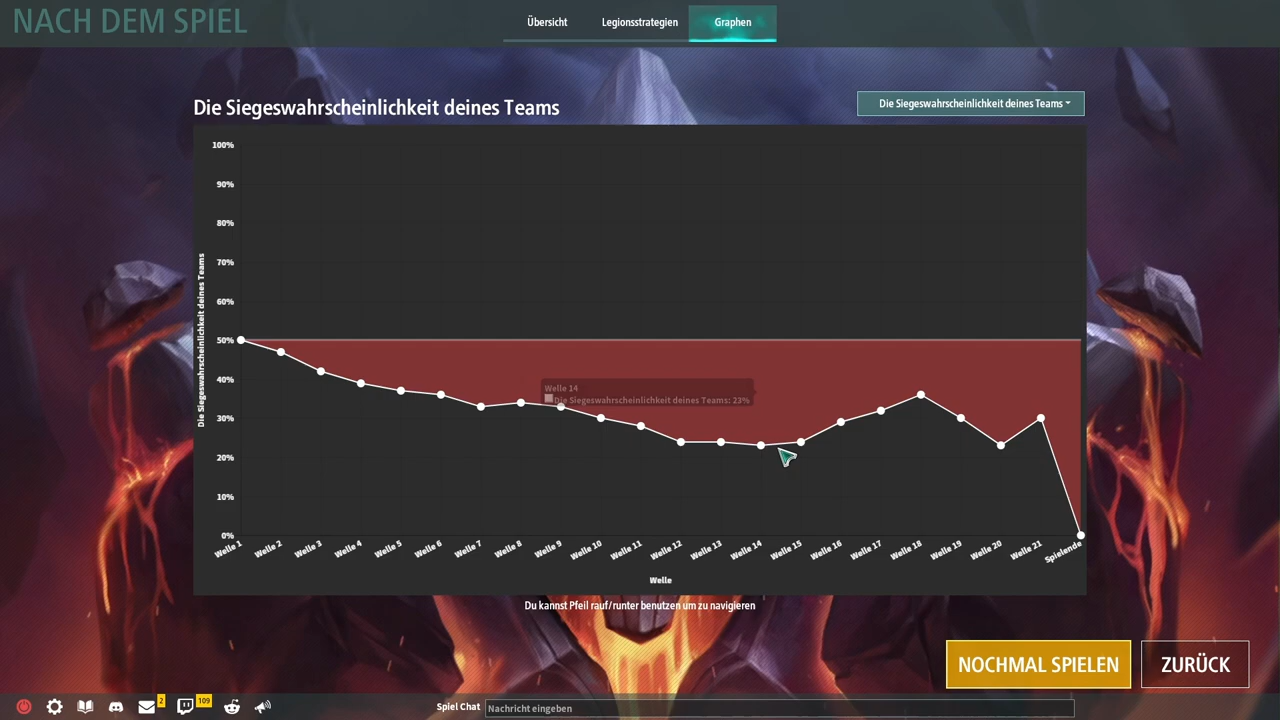 NACH DEM SPIEL
Übersicht
Legionsstrategien
Graphen
Die Siegeswahrscheinlichkeit deines Teams
Die Siegeswahrscheinlichkeit deines Teams
Die Siegeswahrscheinlichkeit deines Teams
100%
90%
80%
70%
60%
50%
40%
30%
20%
10%
0%
Welle 14
Die Siegeswahrscheinlichkeit deines Teams: 23%
Welle 1
Welle 2
Welle 3
Welle 4
Welle 5
Welle 6
Welle 7
Welle 8
Welle 9
Welle 10
Welle 11
Welle 12
Welle 13
Welle 14
Welle 15
Welle 16
Welle 17
Welle 18
Welle 19
Welle 20
Welle 21
Spielende
Welle
Du kannst Pfeil rauf/runter benutzen um zu navigieren
NOCHMAL SPIELEN
ZURÜCK
2
109
Spiel Chat
Nachricht eingeben